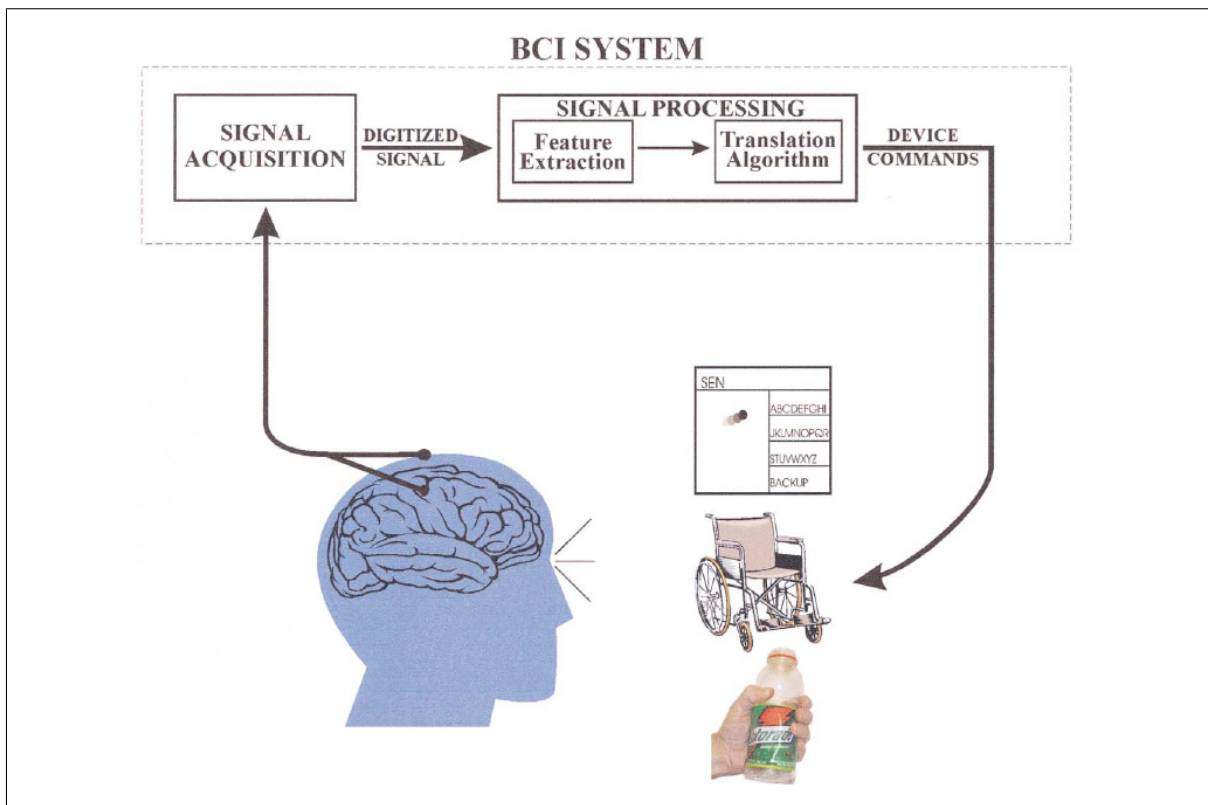 BCI SYSTEM
SIGNAL PROCESSING
SIGNAL
ACQUISITION
DIGITIZED
SIGNAL
Feature
Extraction
Translation
Algorithm
DEVICE
COMMANDS
SEN
ABCDEFGHI
JKLMNOPQR
STUVWXYZ
BACKUP